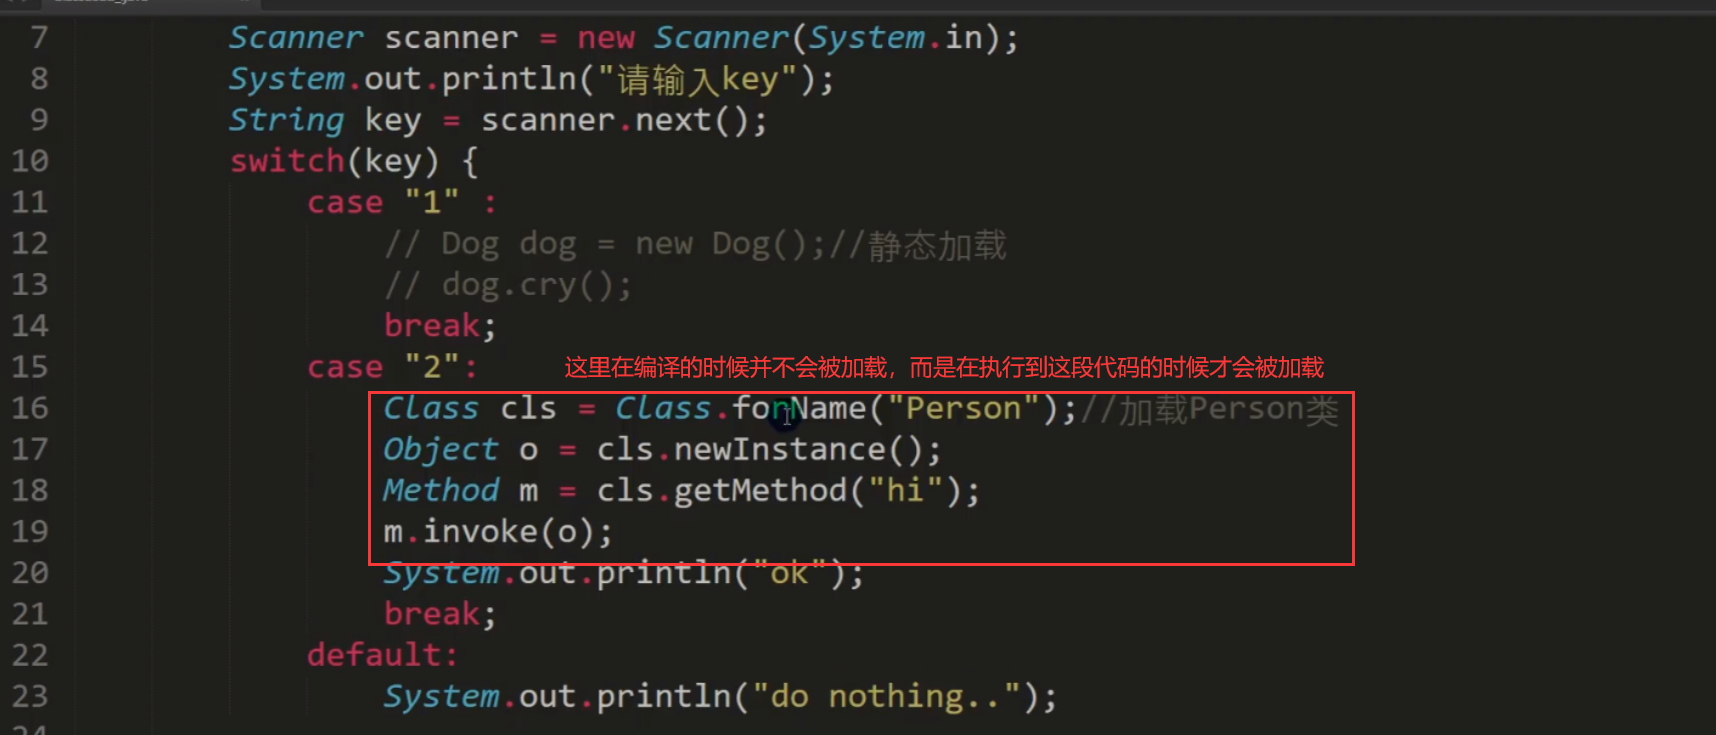 7 Scanner scanner = new Scanner(System.in);
8 System.out.println("请输入key");
9 String key = scanner.next();
10 switch(key) {
11 case "1" :
12 // Dog dog = new Dog();//静态加载
13 // dog.cry();
14 break;
15 case "2": 这里在编译的时候并不会被加载，而是在执行到这段代码的时候才会被加载
16 Class cls = Class.forName("Person");//加载Person类
17 Object o = cls.newInstance();
18 Method m = cls.getMethod("hi");
19 m.invoke(o);
20 System.out.println("ok");
21 break;
22 default:
23 System.out.println("do nothing..");
24